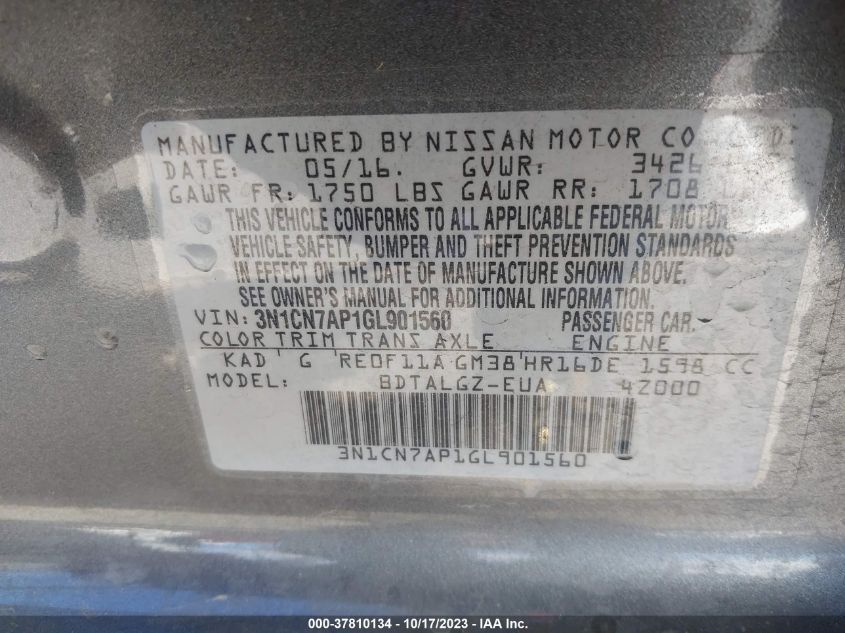 MANUFACTURED BY NISSAN MOTOR CO
DATE: 05/16. GVWR: 3426
GAWR FR: 1750 LBS GAWR RR: 1708
THIS VEHICLE CONFORMS TO ALL APPLICABLE FEDERAL MOTOR
VEHICLE SAFETY, BUMPER AND THEFT PREVENTION STANDARDS
IN EFFECT ON THE DATE OF MANUFACTURE SHOWN ABOVE.
SEE OWNER'S MANUAL FOR ADDITIONAL INFORMATION.
VIN: 3N1CN7AP1GL901560 PASSENGER CAR.
COLOR TRIM TRANS AXLE ENGINE
KAD G RE0F11A GM38 HR16DE 1598 CC
MODEL: BDTALGZ-EUA 4Z000
3N1CN7AP1GL901560
000-37810134 - 10/17/2023 - IAAI.com.